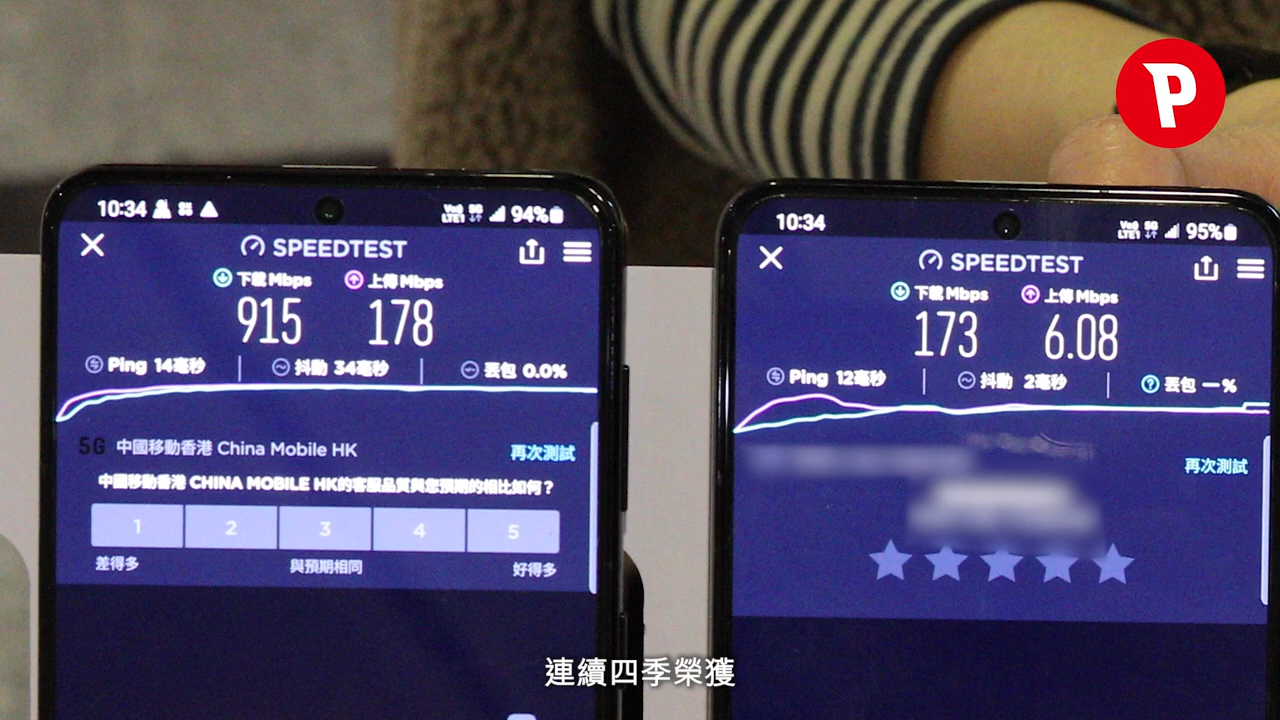 P
10:34
VoD LTE1 5G 94%
SPEEDTEST
下載 Mbps 上傳 Mbps
915 178
Ping 14毫秒 抖動 34毫秒 丟包 0.0%
5G 中國移動香港 China Mobile HK 再次測試
中國移動香港 CHINA MOBILE HK的客服品質與您預期的相比如何？
1 2 3 4 5
差得多 與預期相同 好得多
10:34
LTE1 5G 95%
SPEEDTEST
下載 Mbps 上傳 Mbps
173 6.08
Ping 12毫秒 抖動 2毫秒 丟包 — %
再次測試
連續四季榮獲